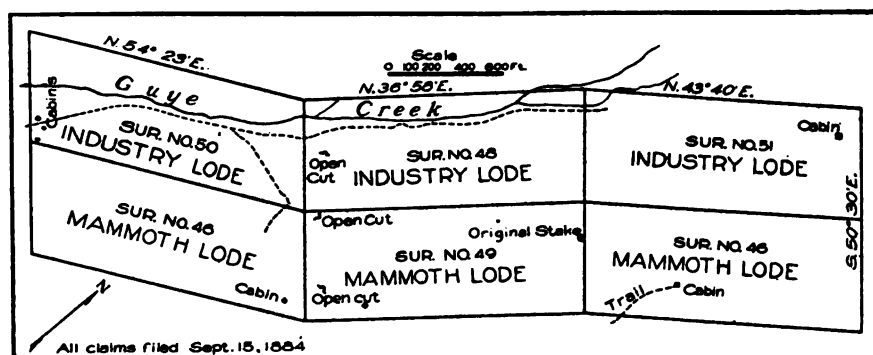 N. 54° 23'E.
Scale
0 100 200 400 600 Ft.
N. 36° 56'E.
N. 43° 40'E.
Guye Creek
Cabins
SUR. NO. 50
INDUSTRY LODE
Open
Cut
SUR. NO. 48
INDUSTRY LODE
Cabin
SUR. NO. 51
INDUSTRY LODE
S. 50° 30'E.
SUR. NO. 46
MAMMOTH LODE
Cabin
Open Cut
Original Stake
SUR. NO. 49
MAMMOTH LODE
Open cut
SUR. NO. 46
MAMMOTH LODE
Trail
Cabin
N
All claims filed Sept. 15, 1884